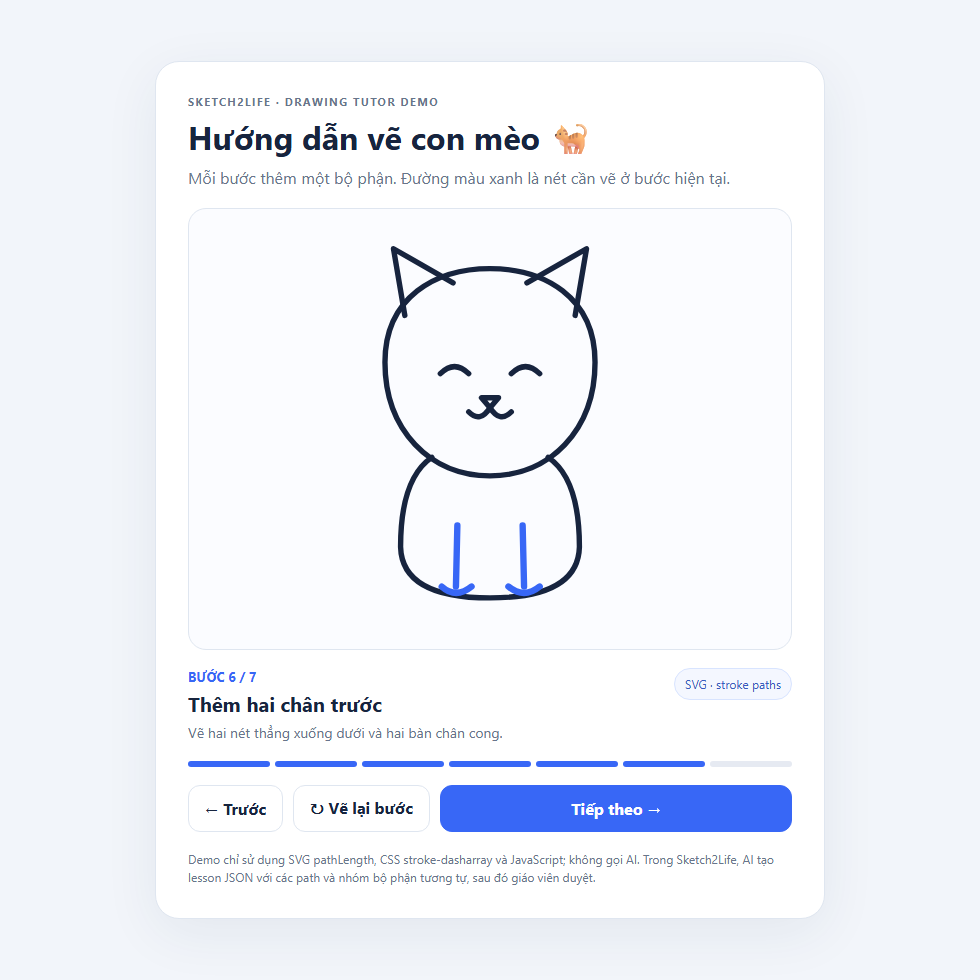 SKETCH2LIFE · DRAWING TUTOR DEMO
Hướng dẫn vẽ con mèo 🐈
Mỗi bước thêm một bộ phận. Đường màu xanh là nét cần vẽ ở bước hiện tại.
BƯỚC 6 / 7
SVG · stroke paths
Thêm hai chân trước
Vẽ hai nét thẳng xuống dưới và hai bàn chân cong.
← Trước
↻ Vẽ lại bước
Tiếp theo →
Demo chỉ sử dụng SVG pathLength, CSS stroke-dasharray và JavaScript; không gọi AI. Trong Sketch2Life, AI tạo
lesson JSON với các path và nhóm bộ phận tương tự, sau đó giáo viên duyệt.